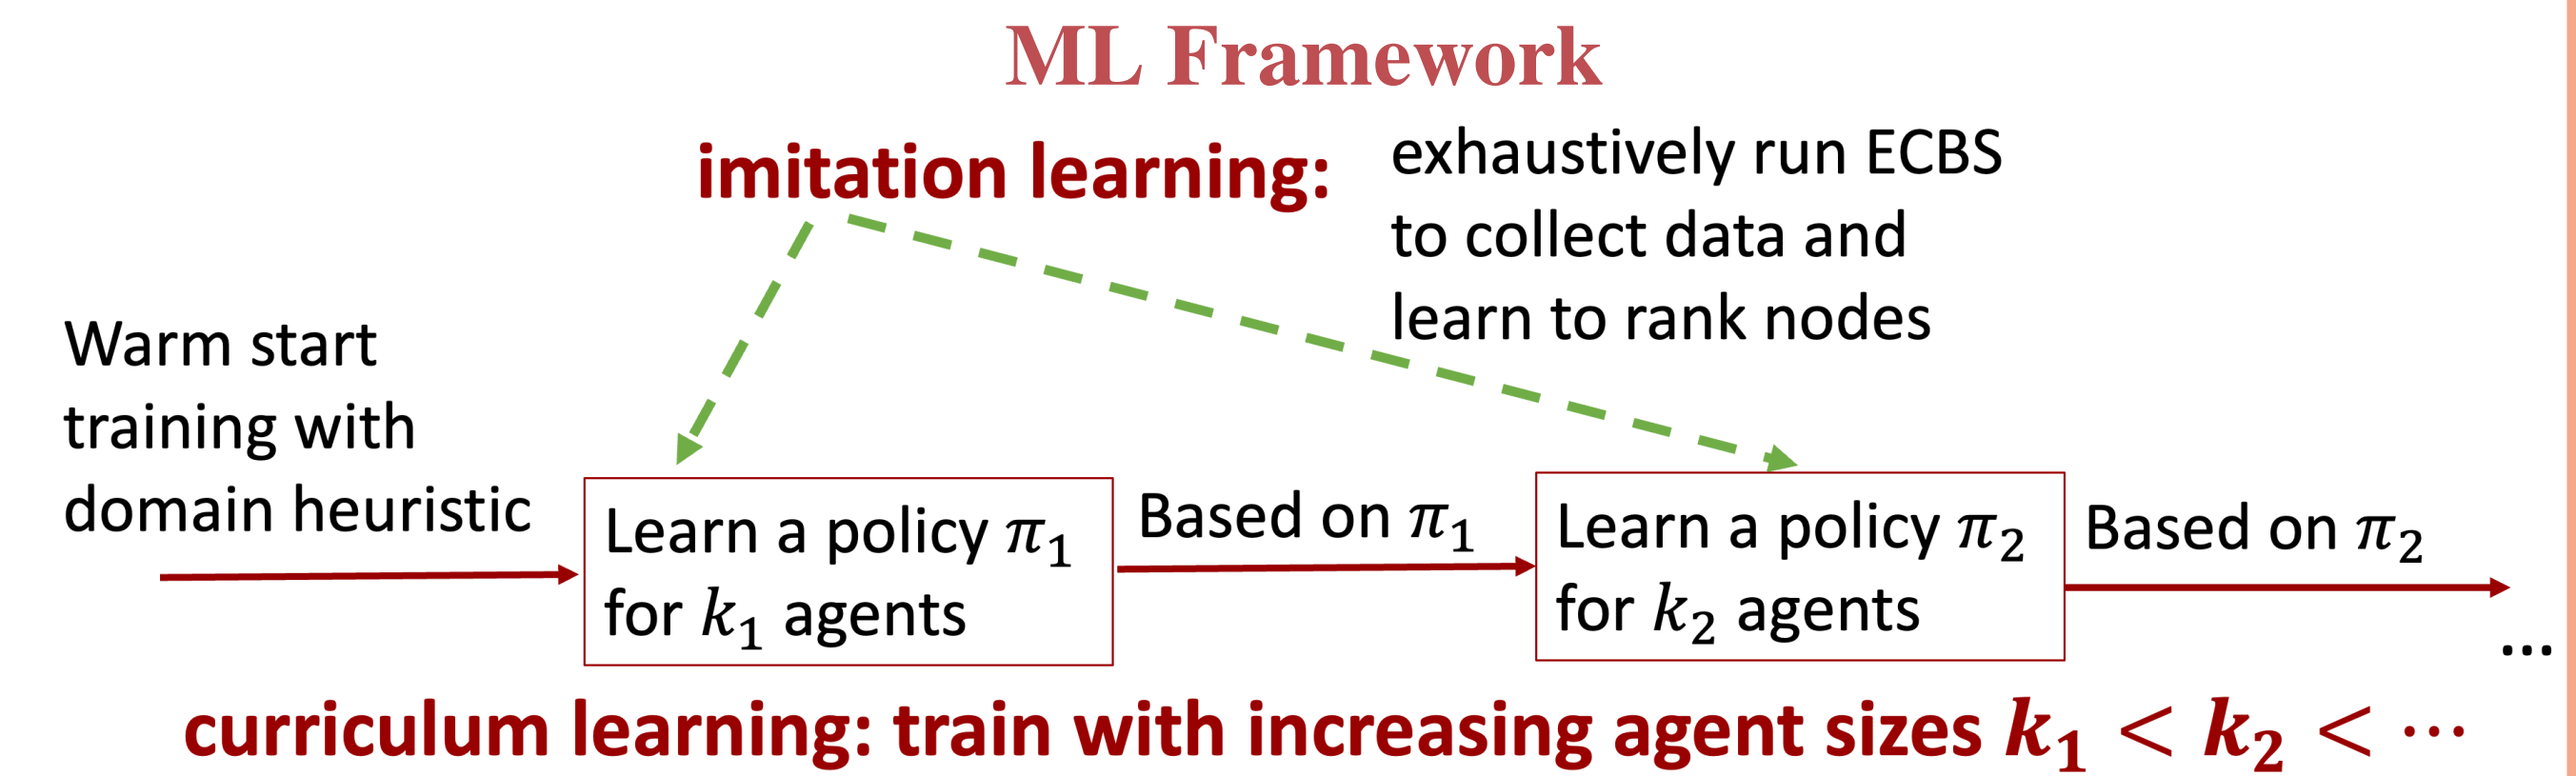 ML Framework
imitation learning:
exhaustively run ECBS
to collect data and
learn to rank nodes
Warm start
training with
domain heuristic
Learn a policy π₁
for k₁ agents
Based on π₁
Learn a policy π₂
for k₂ agents
Based on π₂
...
curriculum learning: train with increasing agent sizes k₁ < k₂ < ⋯